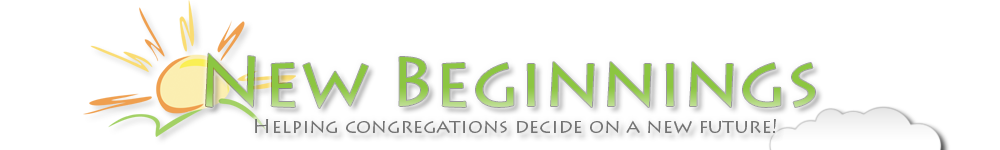 New Beginnings
Helping congregations decide on a new future!